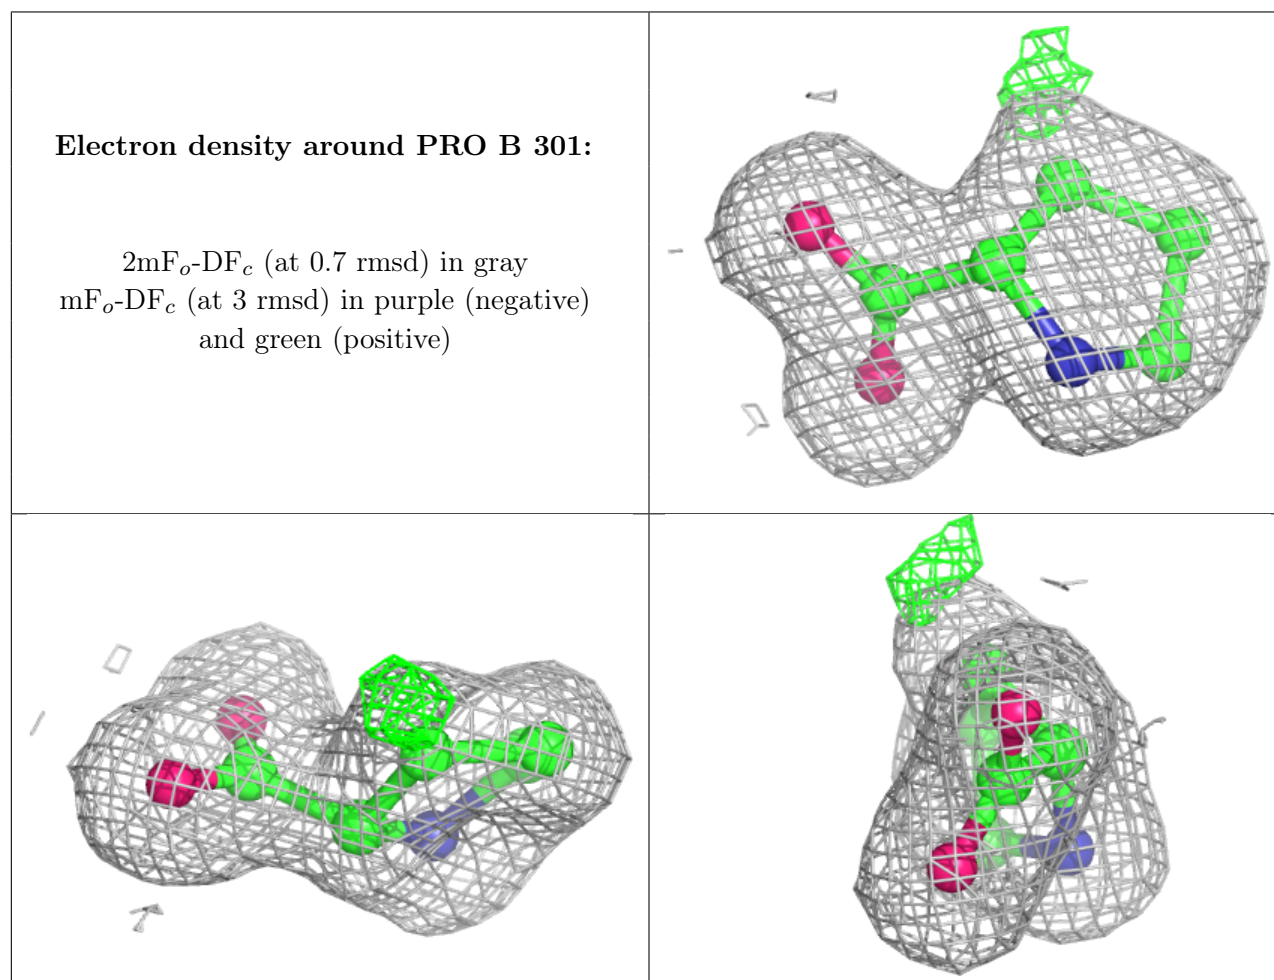 Electron density around PRO B 301:
2mFₒ-DF𝒸 (at 0.7 rmsd) in gray
mFₒ-DF𝒸 (at 3 rmsd) in purple (negative)
and green (positive)